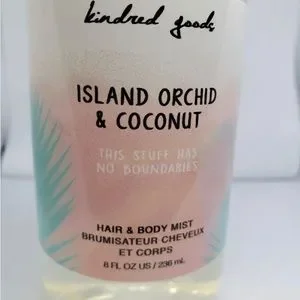 kindred goods
ISLAND ORCHID
& COCONUT
THIS STUFF HAS
NO BOUNDARIES
HAIR & BODY MIST
BRUMISATEUR CHEVEUX
ET CORPS
8 FL OZ US / 236 mL